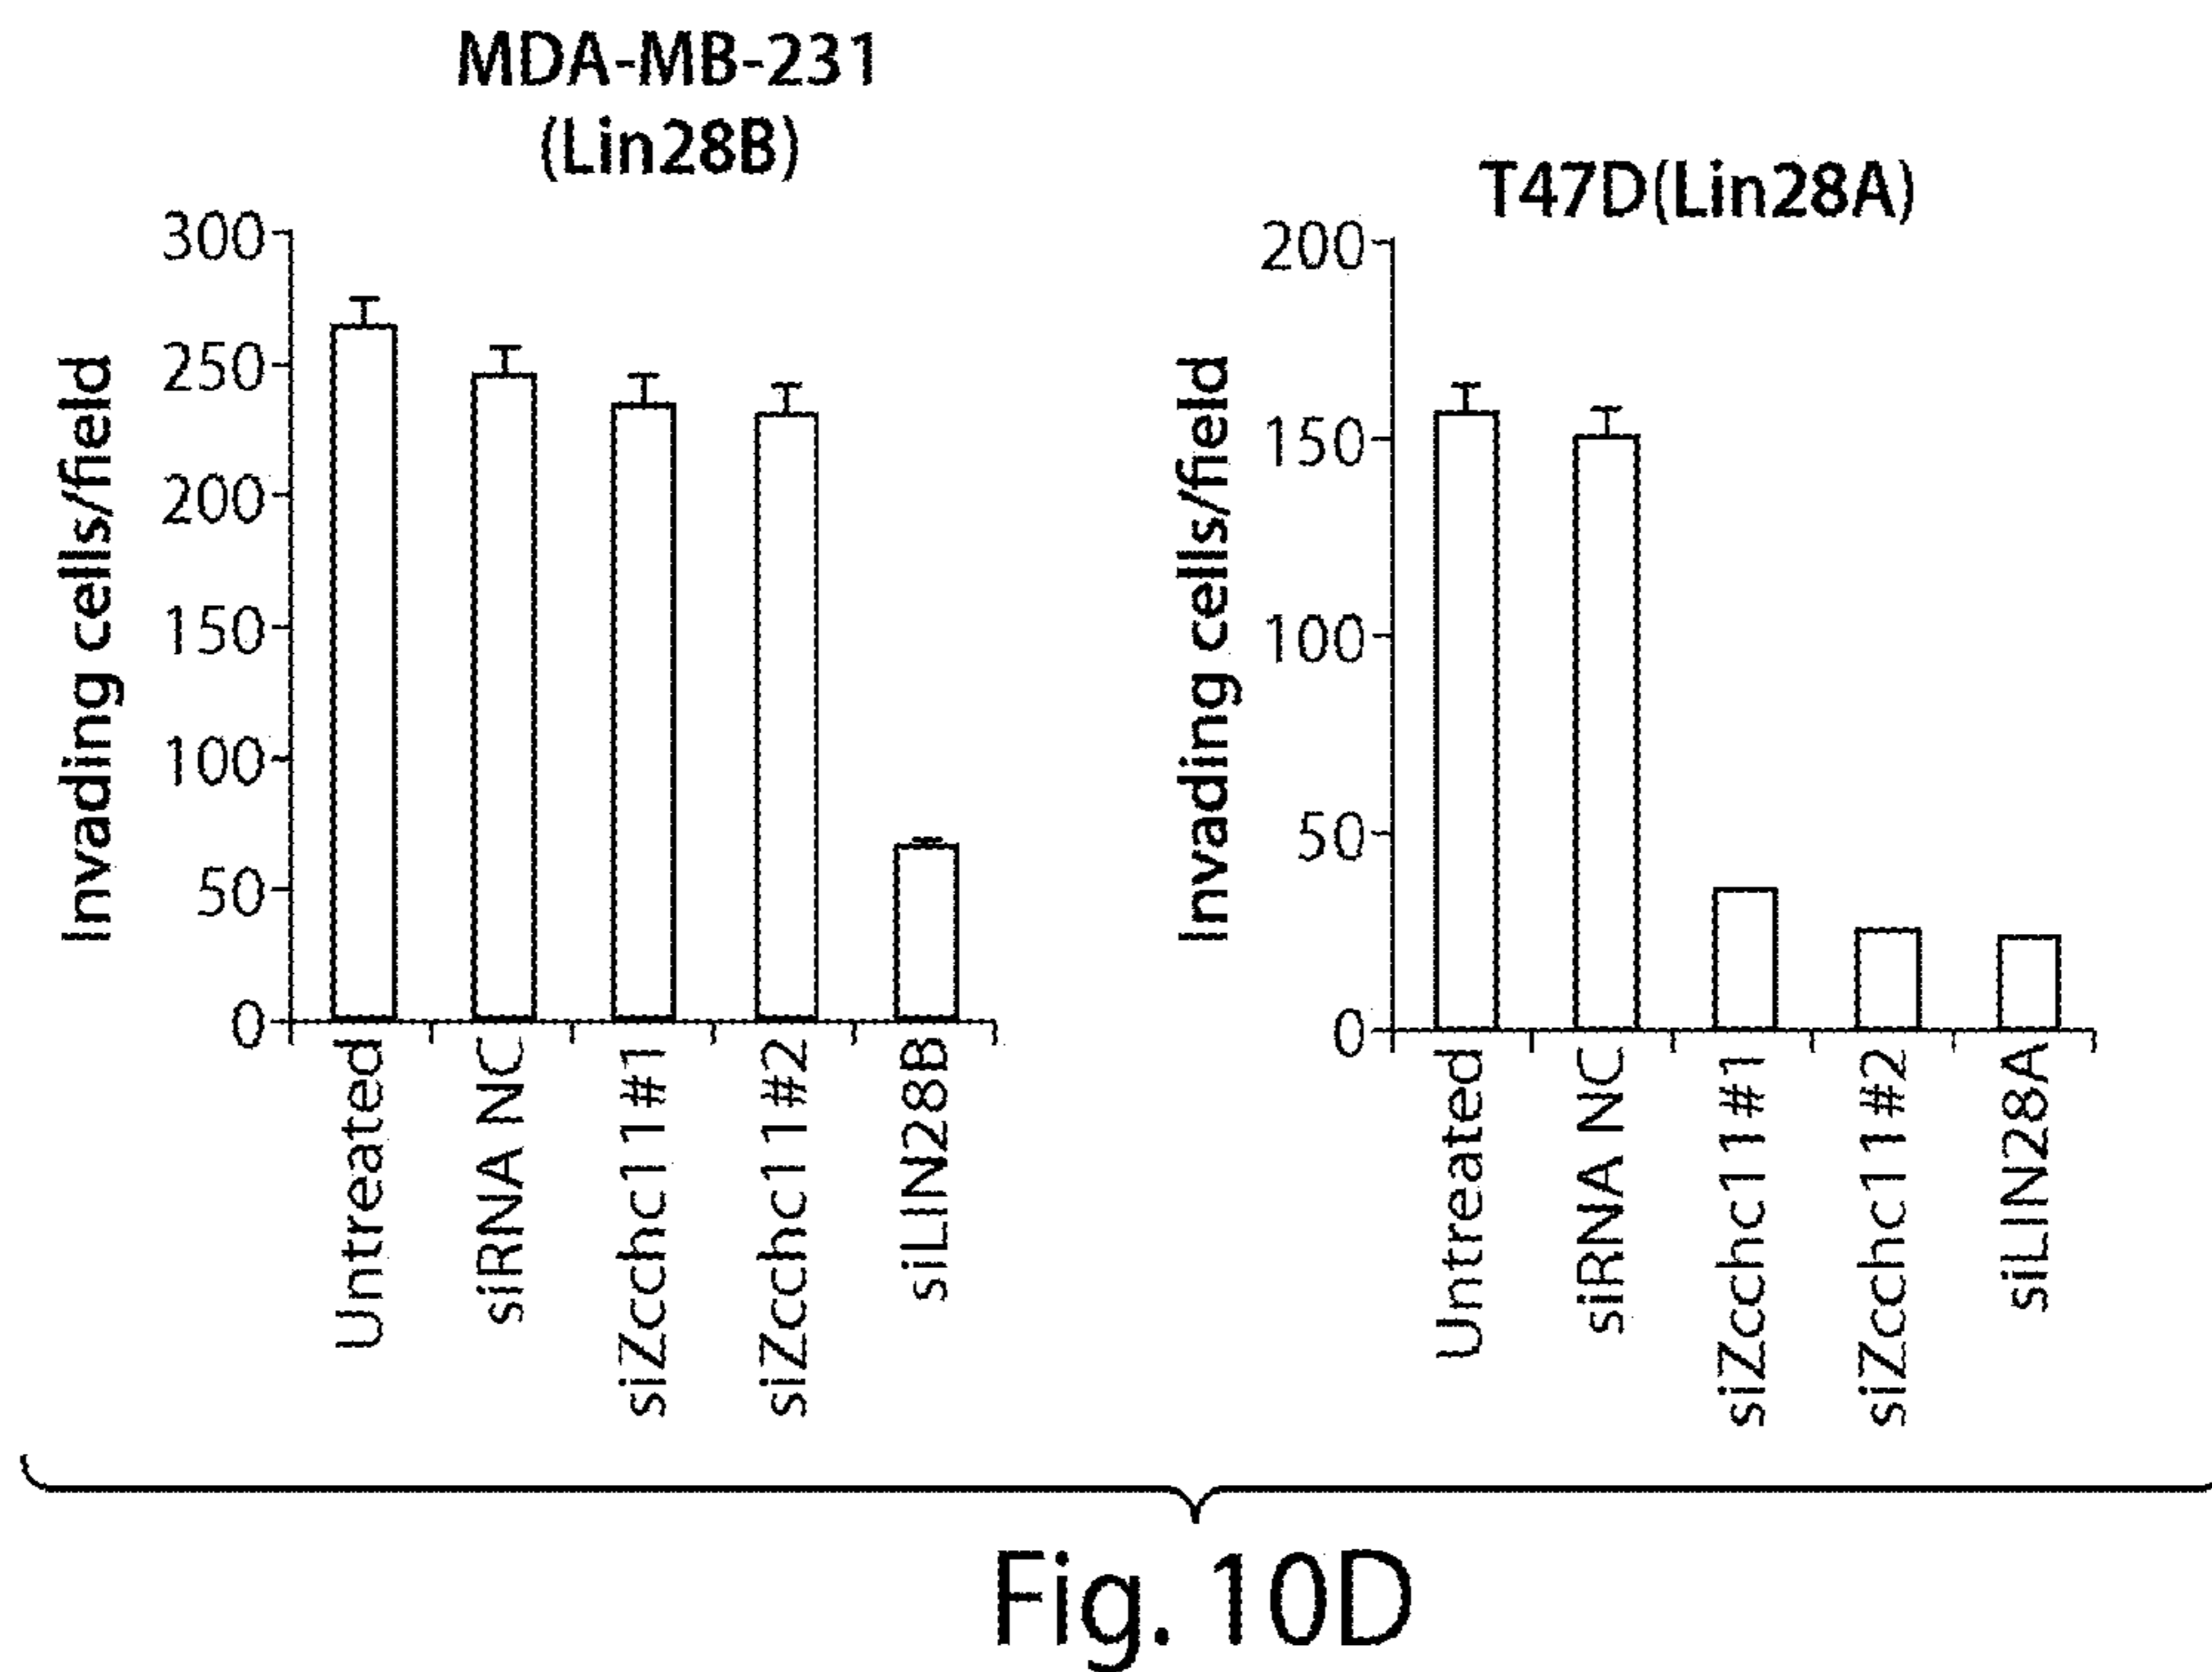 MDA-MB-231
(Lin28B)
Invading cells/field
300
250
200
150
100
50
0
Untreated
siRNA NC
siZcchc11#1
siZcchc11#2
siLIN28B
T47D(Lin28A)
Invading cells/field
200
150
100
50
0
Untreated
siRNA NC
siZcchc11#1
siZcchc11#2
siLIN28A
Fig. 10D